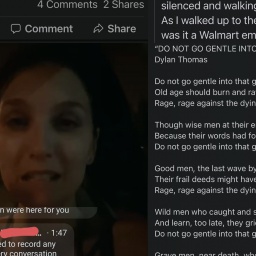 4 Comments 2 Shares
Comment
Share
were here for you
· 1:47
to record any
conversation
silenced and walking
As I walked up to the
was it a Walmart em
"DO NOT GO GENTLE INTO
Dylan Thomas
Do not go gentle into that g
Old age should burn and ra
Rage, rage against the dyin
Though wise men at their e
Because their words had fo
Do not go gentle into that g
Good men, the last wave by
Their frail deeds might have
Rage, rage against the dyin
Wild men who caught and s
And learn, too late, they gri
Do not go gentle into that g
Grave men, near death, wh